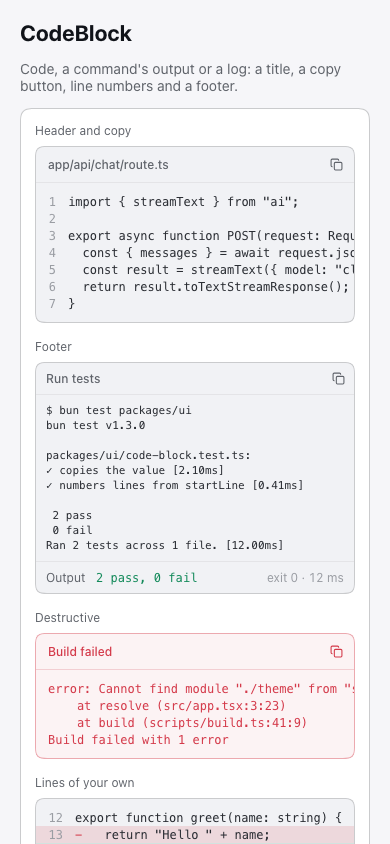 CodeBlock
Code, a command's output or a log: a title, a copy
button, line numbers and a footer.
Header and copy
app/api/chat/route.ts
1 import { streamText } from "ai";
2
3 export async function POST(request: Requ
4   const { messages } = await request.jso
5   const result = streamText({ model: "cl
6   return result.toTextStreamResponse();
7 }
Footer
Run tests
$ bun test packages/ui
bun test v1.3.0
packages/ui/code-block.test.ts:
✓ copies the value [2.10ms]
✓ numbers lines from startLine [0.41ms]
 2 pass
 0 fail
Ran 2 tests across 1 file. [12.00ms]
Output 2 pass, 0 fail exit 0 · 12 ms
Destructive
Build failed
error: Cannot find module "./theme" from "s
    at resolve (src/app.tsx:3:23)
    at build (scripts/build.ts:41:9)
Build failed with 1 error
Lines of your own
12 export function greet(name: string) {
13 −   return "Hello " + name;